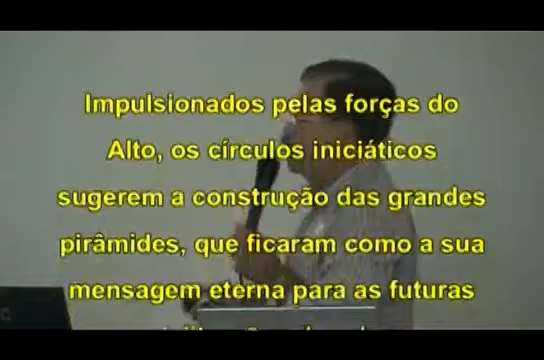 Impulsionados pelas forças do
Alto, os círculos iniciáticos
sugerem a construção das grandes
pirâmides, que ficaram como a sua
mensagem eterna para as futuras